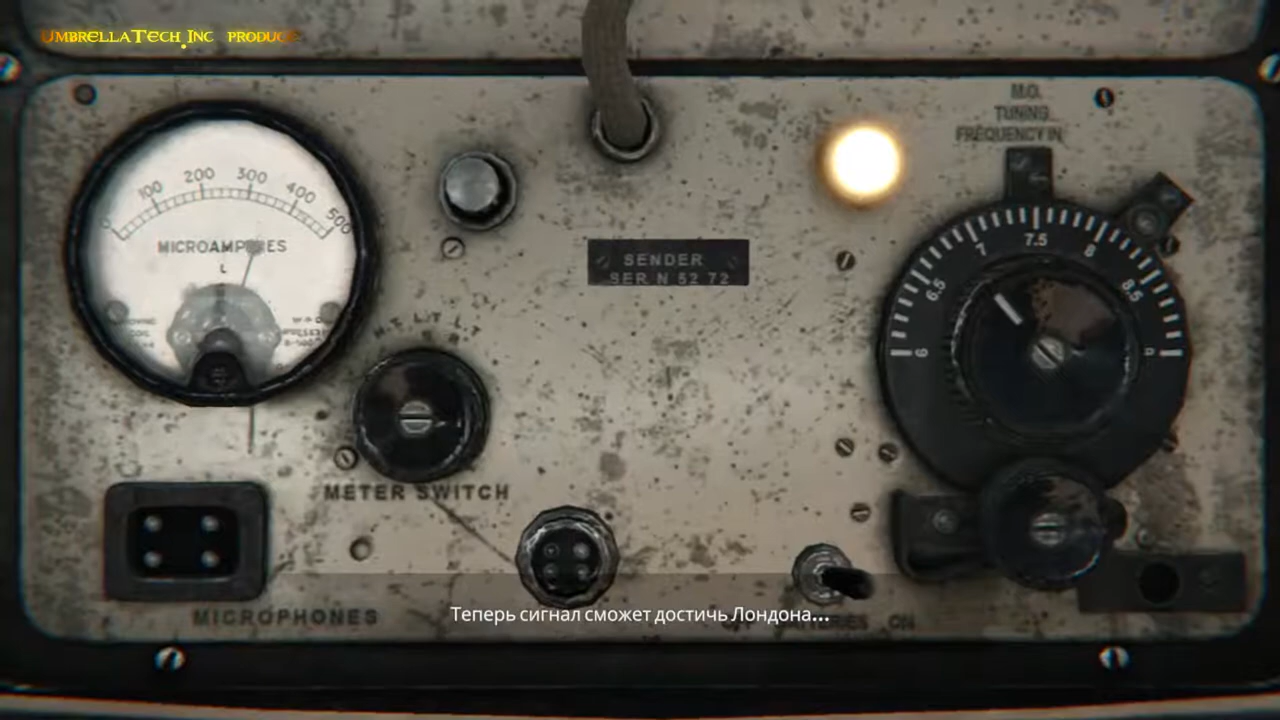 UMBRELLATECH.INC PRODUCE
M.O.
TUNING
FREQUENCY IN
0 100 200 300 400 500
MICROAMPERES
SENDER
SER N 52 72
6 6.5 7 7.5 8 8.5
H.T. L.T. L.T.
METER SWITCH
MICROPHONES
Теперь сигнал сможет достичь Лондона...
ON